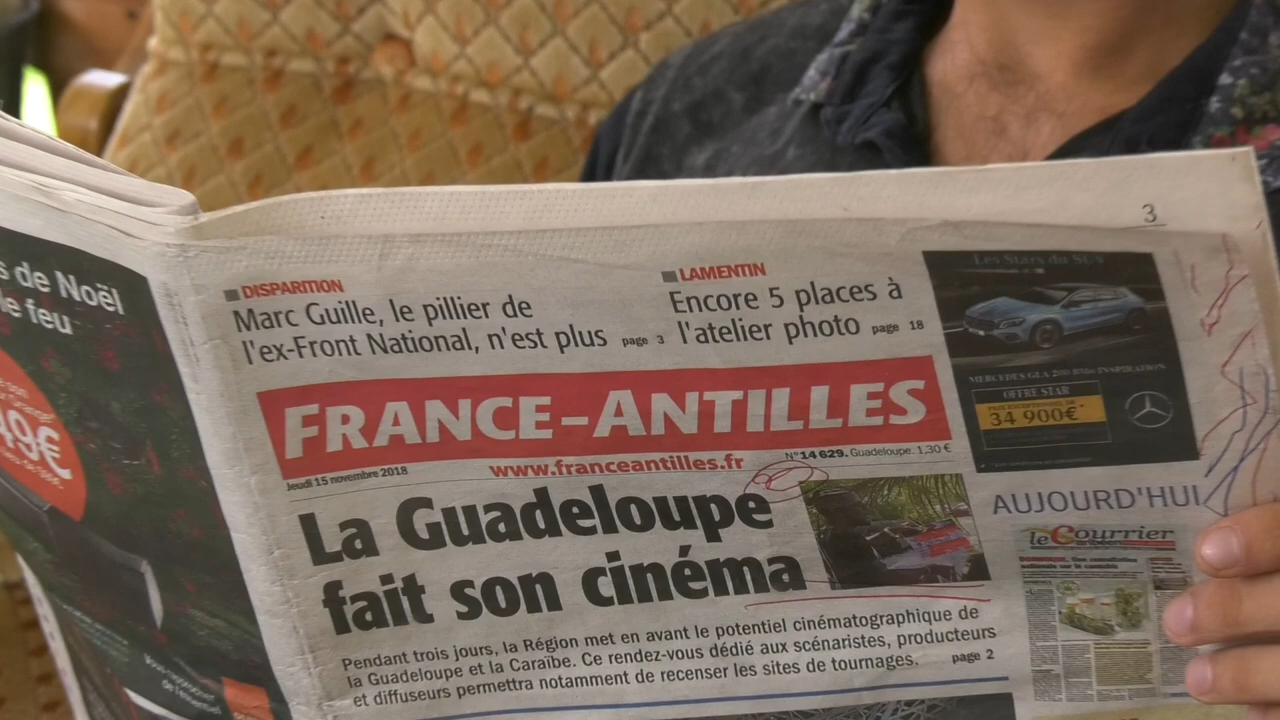 s de Noël
le feu
49€
3
DISPARITION
Marc Guille, le pillier de
l'ex-Front National, n'est plus page 3
LAMENTIN
Encore 5 places à
l'atelier photo page 18
FRANCE-ANTILLES
Jeudi 15 novembre 2018
www.franceantilles.fr
N°14 629. Guadeloupe. 1,30 €
La Guadeloupe
fait son cinéma
Pendant trois jours, la Région met en avant le potentiel cinématographique de
la Guadeloupe et la Caraïbe. Ce rendez-vous dédié aux scénaristes, producteurs
et diffuseurs permettra notamment de recenser les sites de tournages. page 2
Les Stars du SUV
MERCEDES GLA 200 INSPIRATION
OFFRE STAR
34 900€
AUJOURD'HUI
le Courrier